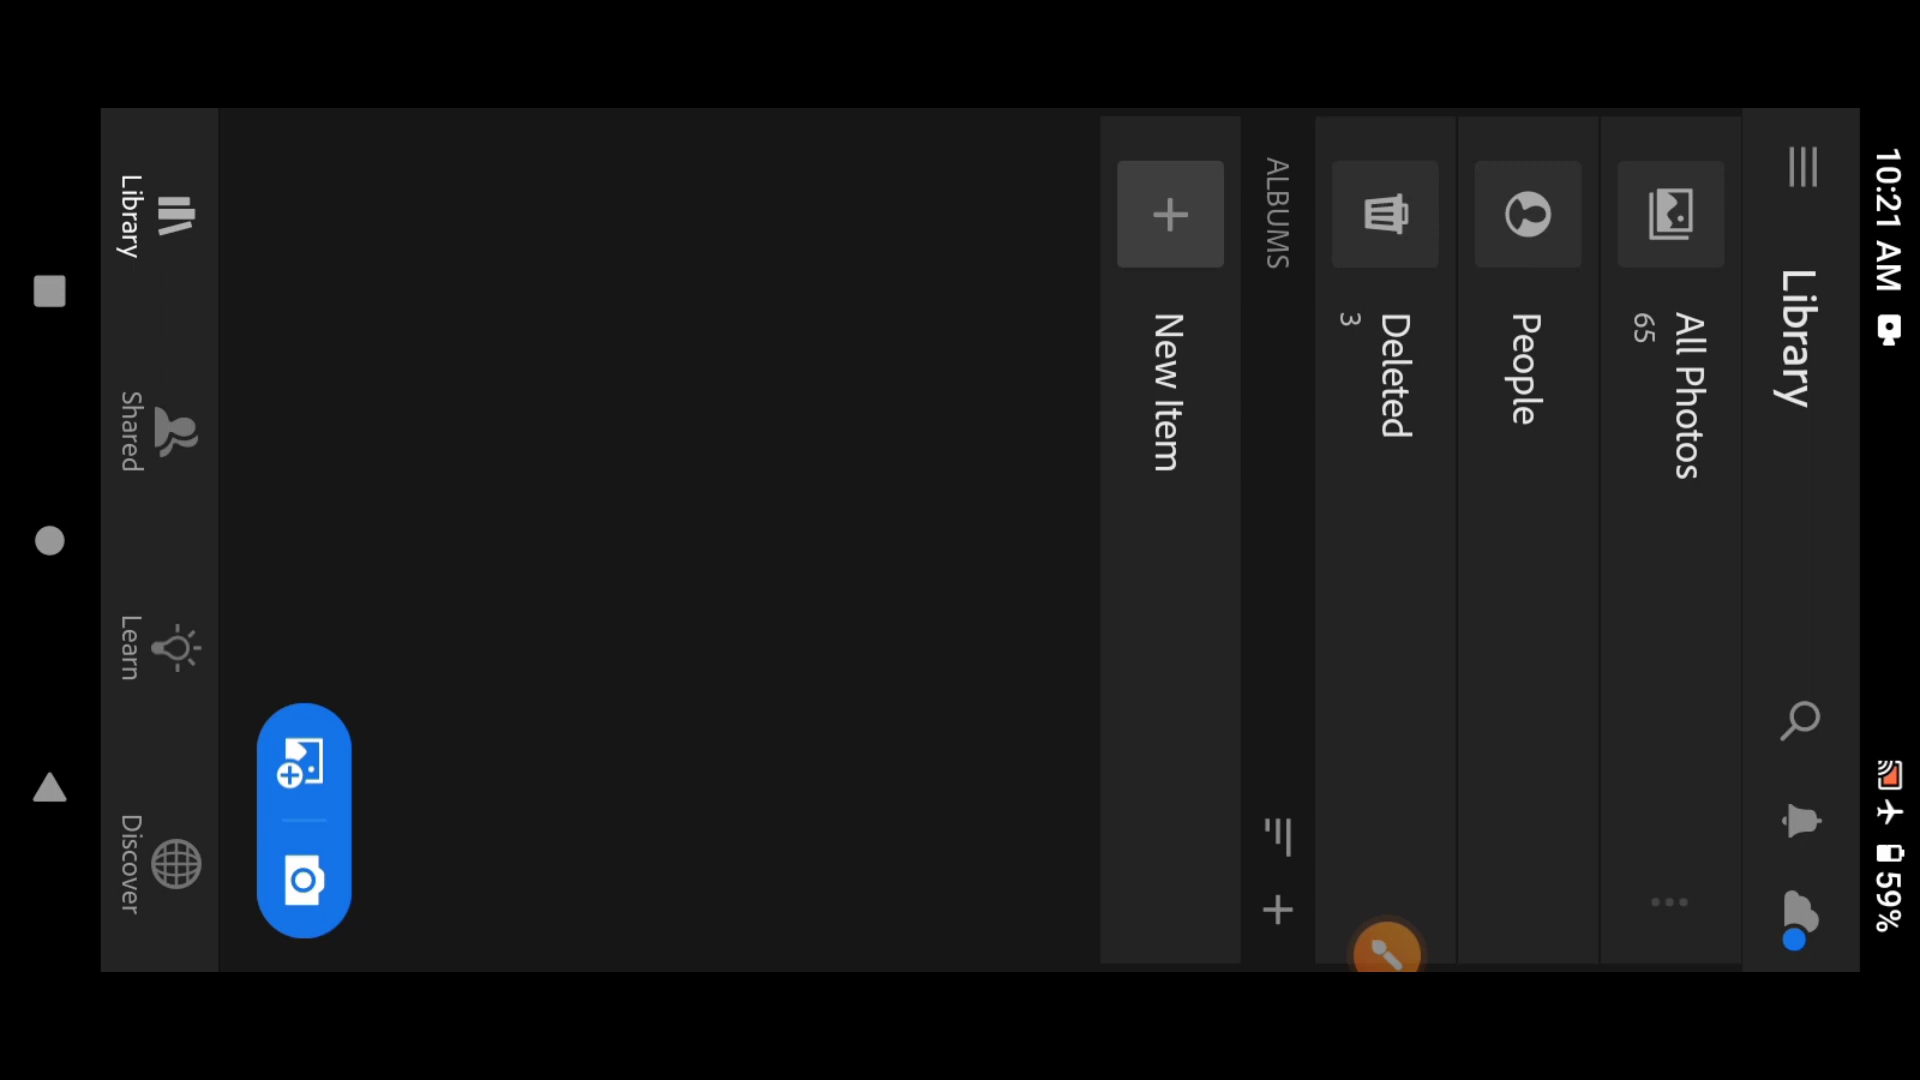 10:21 AM 59%
Library
All Photos
65
People
Deleted
3
ALBUMS
New Item
Library Shared Learn Discover